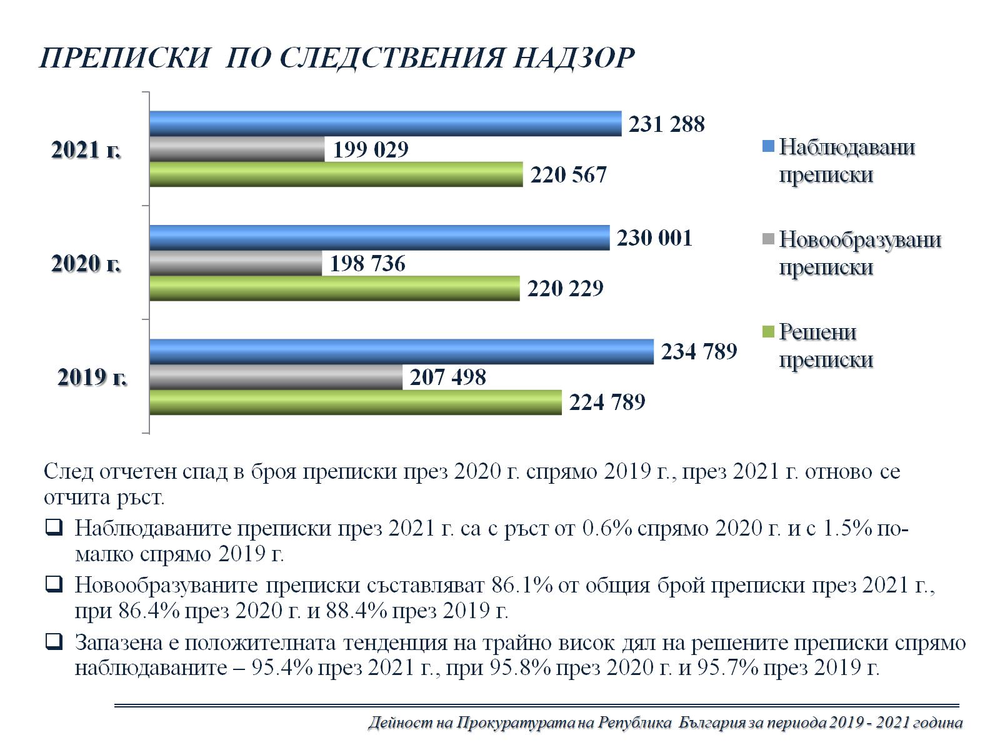 ПРЕПИСКИ ПО СЛЕДСТВЕНИЯ НАДЗОР
2021 г.
231 288
199 029
220 567
2020 г.
230 001
198 736
220 229
2019 г.
234 789
207 498
224 789
Наблюдавани
преписки
Новообразувани
преписки
Решени
преписки
След отчетен спад в броя преписки през 2020 г. спрямо 2019 г., през 2021 г. отново се
отчита ръст.
❑ Наблюдаваните преписки през 2021 г. са с ръст от 0.6% спрямо 2020 г. и с 1.5% по-
малко спрямо 2019 г.
❑ Новообразуваните преписки съставляват 86.1% от общия брой преписки през 2021 г.,
при 86.4% през 2020 г. и 88.4% през 2019 г.
❑ Запазена е положителната тенденция на трайно висок дял на решените преписки спрямо
наблюдаваните – 95.4% през 2021 г., при 95.8% през 2020 г. и 95.7% през 2019 г.
Дейност на Прокуратурата на Република България за периода 2019 - 2021 година